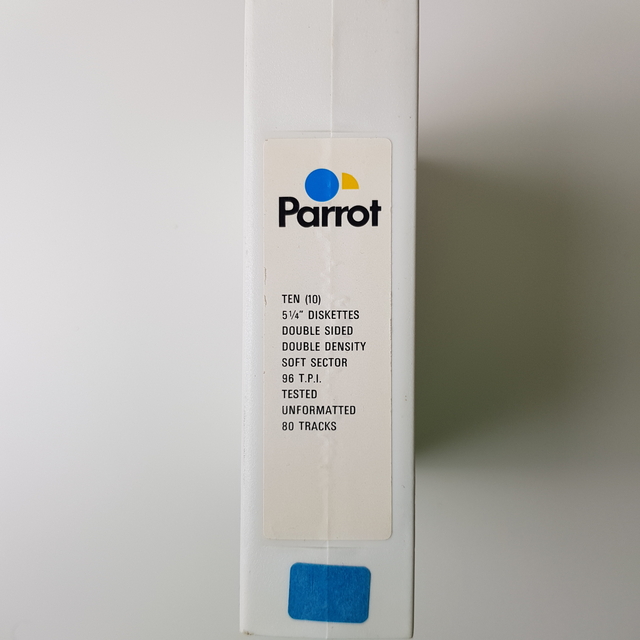 Parrot
TEN (10)
5¼" DISKETTES
DOUBLE SIDED
DOUBLE DENSITY
SOFT SECTOR
96 T.P.I.
TESTED
UNFORMATTED
80 TRACKS